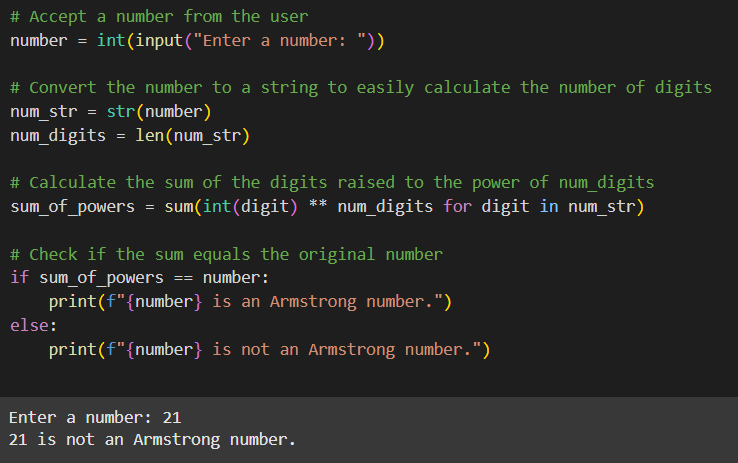 # Accept a number from the user
number = int(input("Enter a number: "))
# Convert the number to a string to easily calculate the number of digits
num_str = str(number)
num_digits = len(num_str)
# Calculate the sum of the digits raised to the power of num_digits
sum_of_powers = sum(int(digit) ** num_digits for digit in num_str)
# Check if the sum equals the original number
if sum_of_powers == number:
    print(f"{number} is an Armstrong number.")
else:
    print(f"{number} is not an Armstrong number.")
Enter a number: 21
21 is not an Armstrong number.